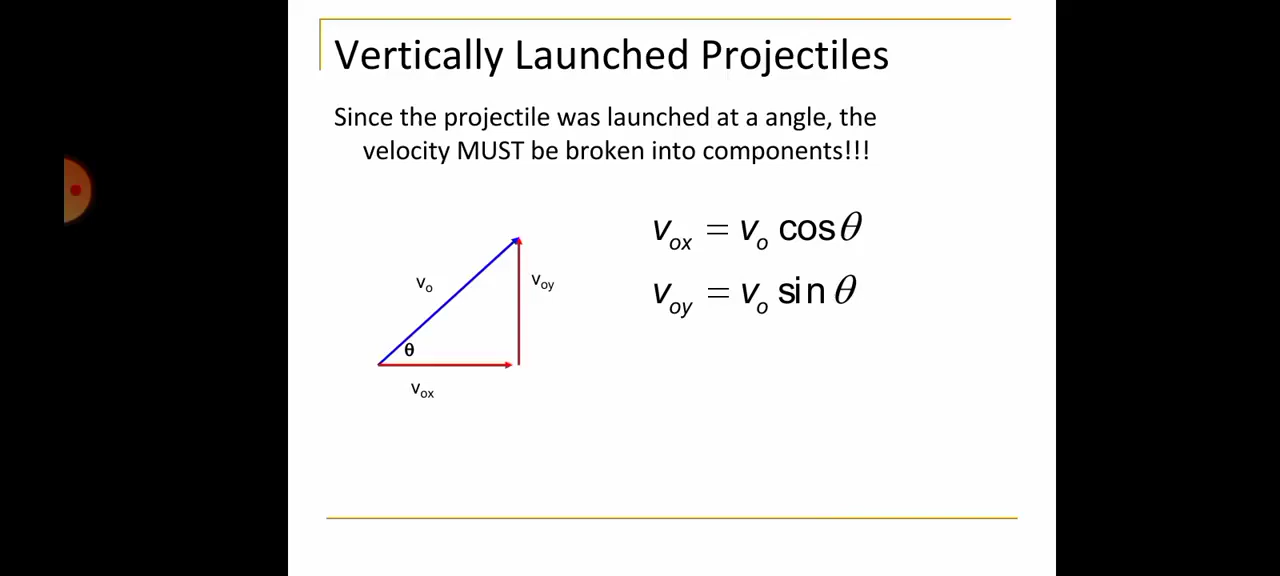 Vertically Launched Projectiles
Since the projectile was launched at a angle, the
velocity MUST be broken into components!!!
vox = vo cosθ
voy = vo sin θ
vo
voy
θ
vox